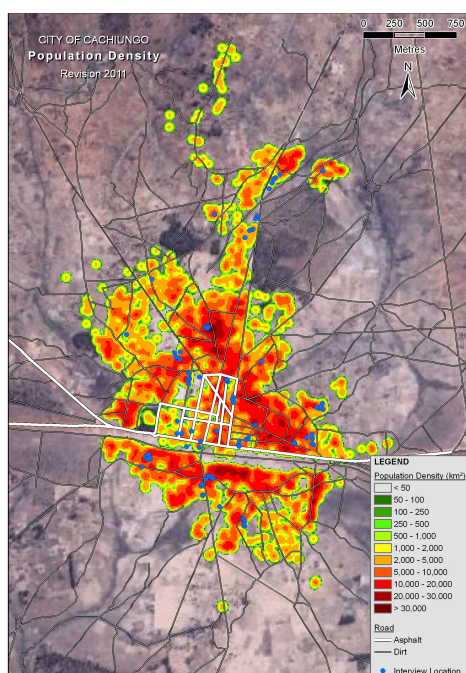 CITY OF CACHIUNGO
Population Density
Revision 2011
0 250 500 750
Metres
N
LEGEND
Population Density (km²)
< 50
50 - 100
100 - 250
250 - 500
500 - 1,000
1,000 - 2,000
2,000 - 5,000
5,000 - 10,000
10,000 - 20,000
20,000 - 30,000
> 30,000
Road
Asphalt
Dirt
Interview Location